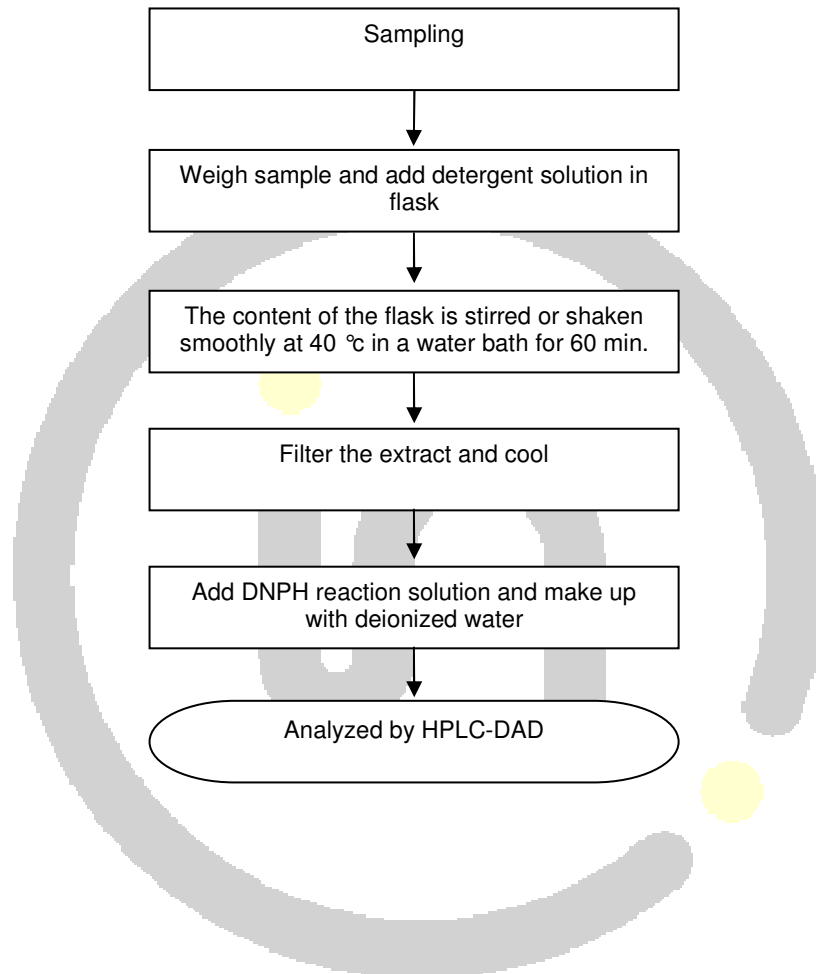 Sampling
Weigh sample and add detergent solution in
flask
The content of the flask is stirred or shaken
smoothly at 40 °c in a water bath for 60 min.
Filter the extract and cool
Add DNPH reaction solution and make up
with deionized water
Analyzed by HPLC-DAD